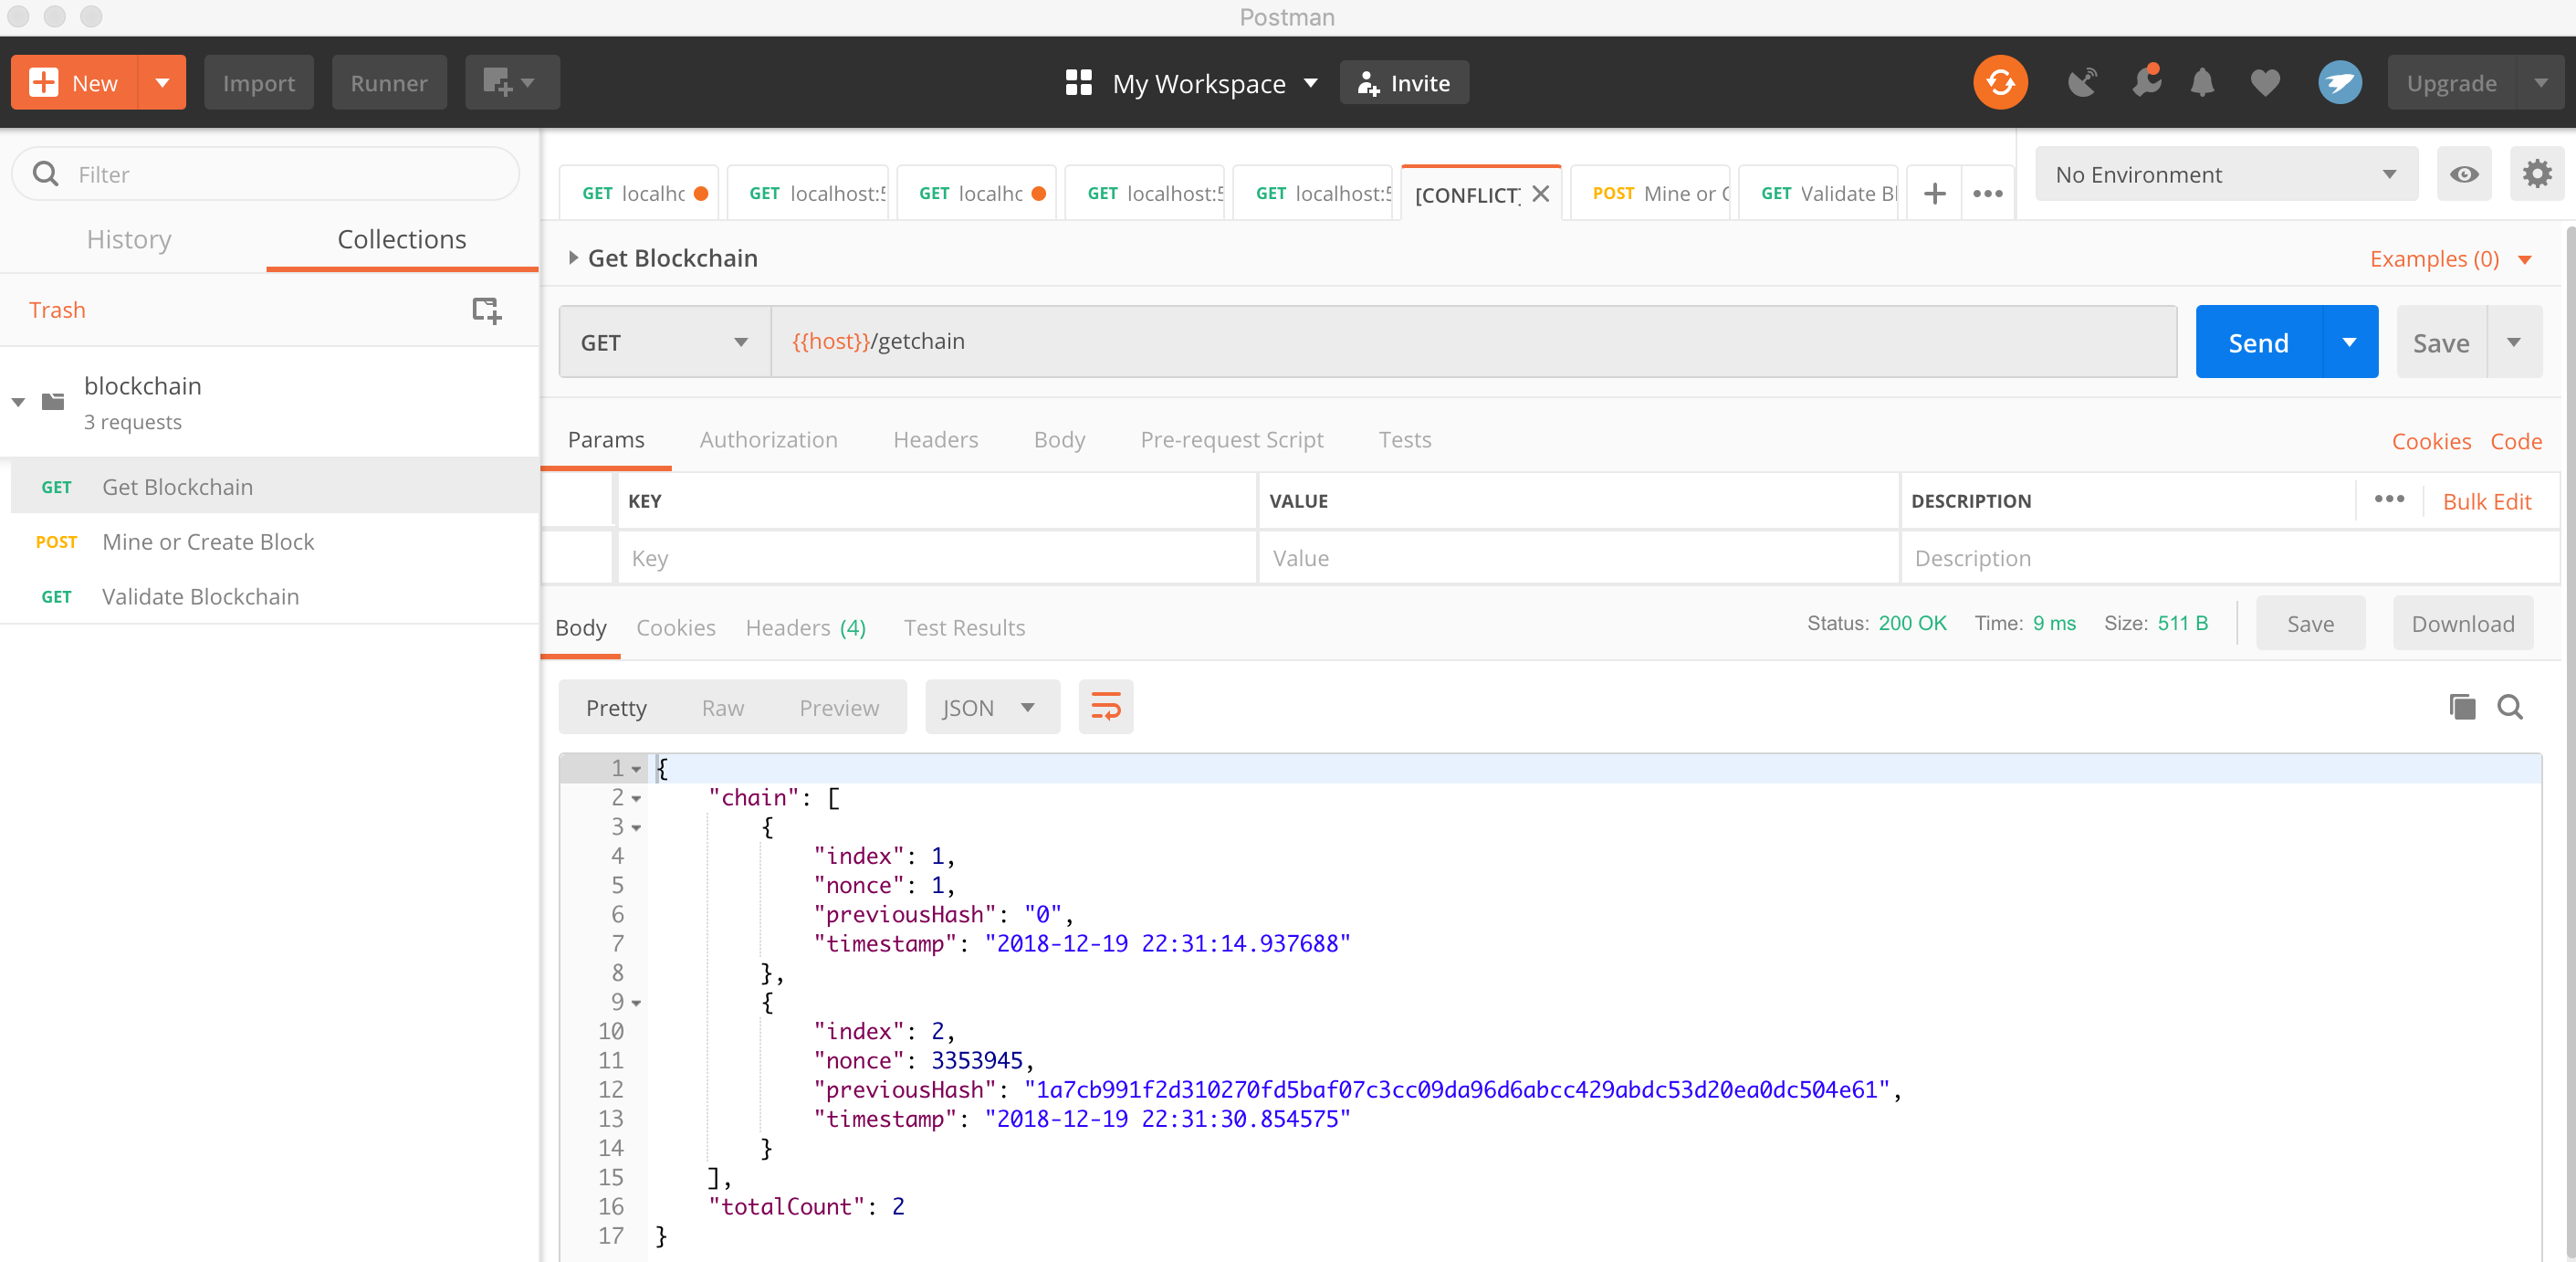 Postman
New Import Runner My Workspace Invite Upgrade
Filter
History Collections
Trash
blockchain
3 requests
GET Get Blockchain
POST Mine or Create Block
GET Validate Blockchain
GET localhc GET localhost:5 GET localhc GET localhost:5 GET localhost:5 [CONFLICT] POST Mine or C GET Validate Bl
No Environment
Get Blockchain Examples (0)
GET {{host}}/getchain Send Save
Params Authorization Headers Body Pre-request Script Tests Cookies Code
KEY VALUE DESCRIPTION Bulk Edit
Key Value Description
Body Cookies Headers (4) Test Results Status: 200 OK Time: 9 ms Size: 511 B Save Download
Pretty Raw Preview JSON
1 {
2 "chain": [
3 {
4 "index": 1,
5 "nonce": 1,
6 "previousHash": "0",
7 "timestamp": "2018-12-19 22:31:14.937688"
8 },
9 {
10 "index": 2,
11 "nonce": 3353945,
12 "previousHash": "1a7cb991f2d310270fd5baf07c3cc09da96d6abcc429abdc53d20ea0dc504e61",
13 "timestamp": "2018-12-19 22:31:30.854575"
14 }
15 ],
16 "totalCount": 2
17 }